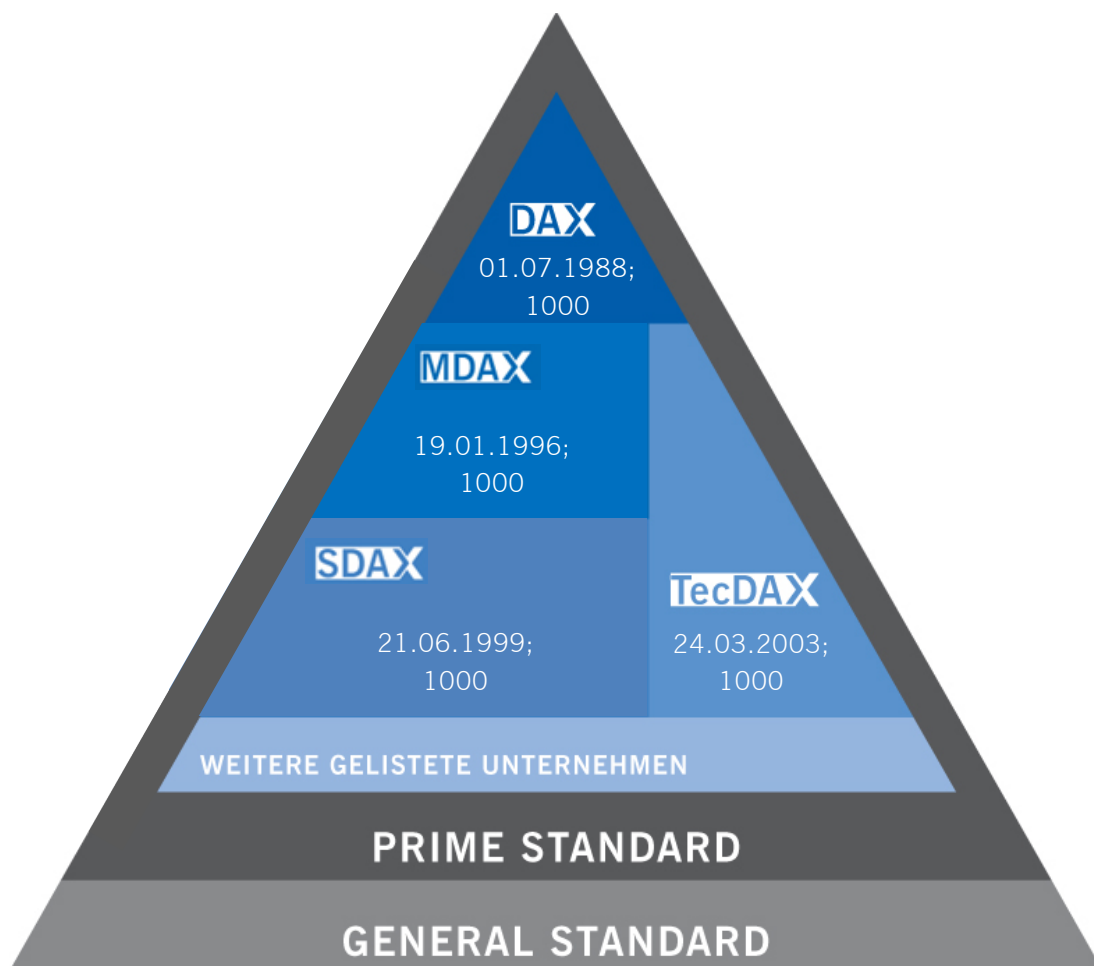 DAX
01.07.1988;
1000
MDAX
19.01.1996;
1000
SDAX
21.06.1999;
1000
TecDAX
24.03.2003;
1000
WEITERE GELISTETE UNTERNEHMEN
PRIME STANDARD
GENERAL STANDARD